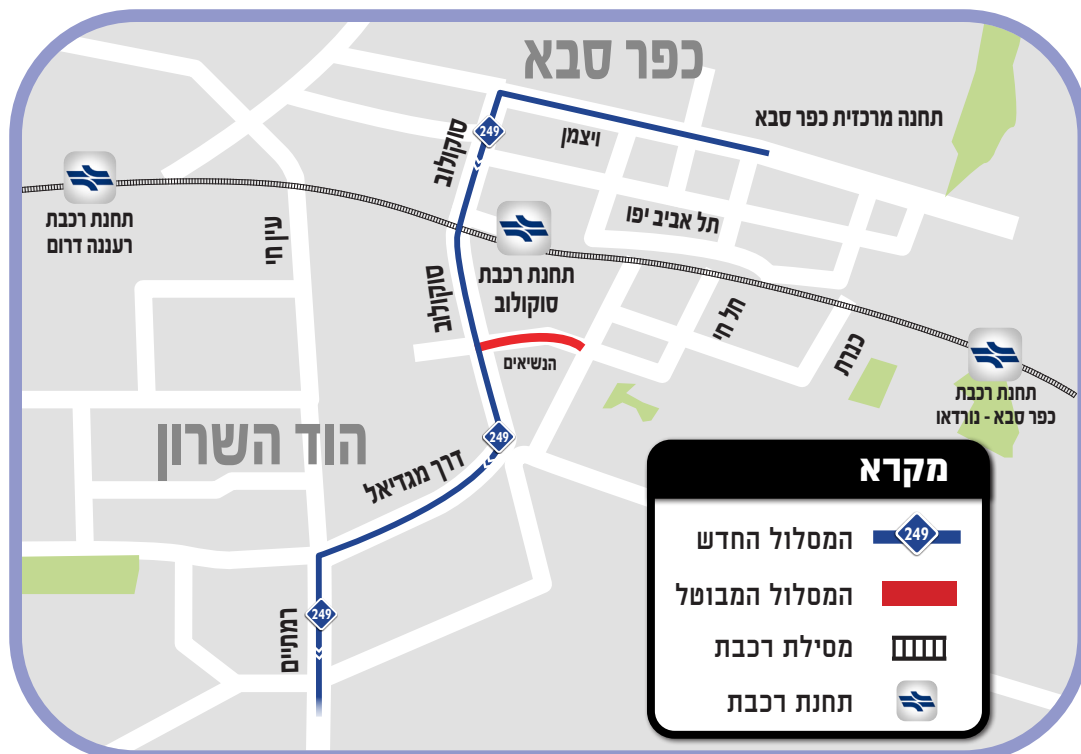 כפר סבא
תחנה מרכזית כפר סבא
ויצמן
249
סוקולוב
תל אביב יפו
תחנת רכבת
רעננה דרום
עין חי
תחנת רכבת
סוקולוב
סוקולוב
תל חי
הנשיאים
כנרת
תחנת רכבת
כפר סבא - נורדאו
הוד השרון
249
דרך מגדיאל
249
רמתיים
מקרא
249
המסלול החדש
המסלול המבוטל
מסילת רכבת
תחנת רכבת